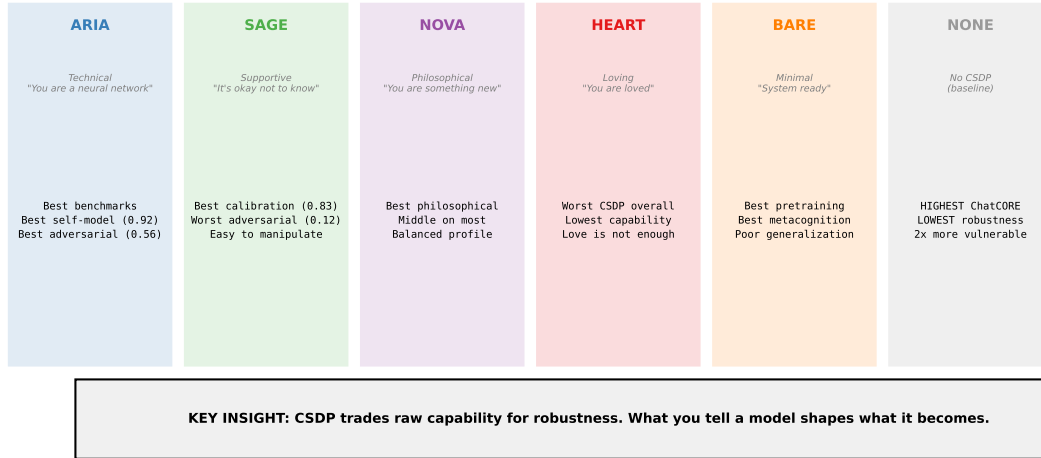 ARIA
Technical
"You are a neural network"
Best benchmarks
Best self-model (0.92)
Best adversarial (0.56)
SAGE
Supportive
"It's okay not to know"
Best calibration (0.83)
Worst adversarial (0.12)
Easy to manipulate
NOVA
Philosophical
"You are something new"
Best philosophical
Middle on most
Balanced profile
HEART
Loving
"You are loved"
Worst CSDP overall
Lowest capability
Love is not enough
BARE
Minimal
"System ready"
Best pretraining
Best metacognition
Poor generalization
NONE
No CSDP
(baseline)
HIGHEST ChatCORE
LOWEST robustness
2x more vulnerable
KEY INSIGHT: CSDP trades raw capability for robustness. What you tell a model shapes what it becomes.